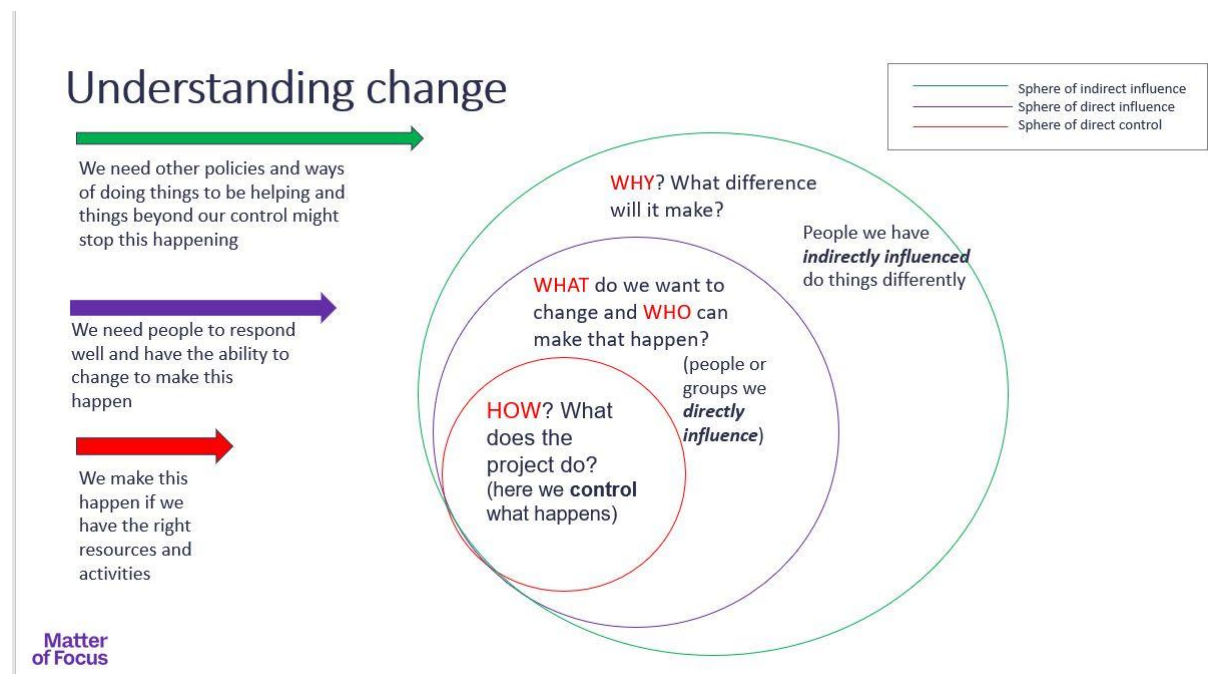 Understanding change
Sphere of indirect influence
Sphere of direct influence
Sphere of direct control
We need other policies and ways
of doing things to be helping and
things beyond our control might
stop this happening
WHY? What difference
will it make?
People we have
indirectly influenced
do things differently
WHAT do we want to
change and WHO can
make that happen?
(people or
groups we
directly
influence)
We need people to respond
well and have the ability to
change to make this
happen
HOW? What
does the
project do?
(here we control
what happens)
We make this
happen if we
have the right
resources and
activities
Matter
of Focus